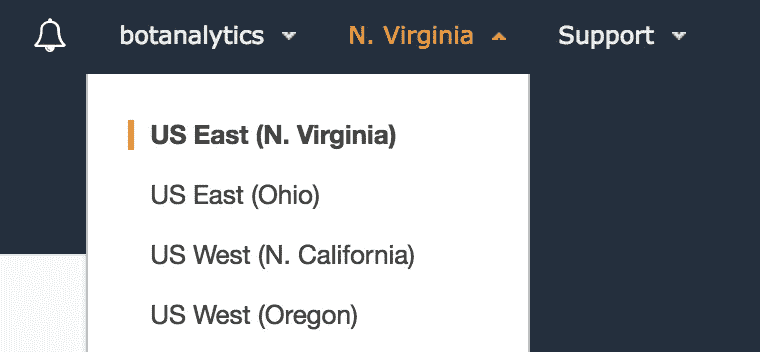 botanalytics N. Virginia Support
US East (N. Virginia)
US East (Ohio)
US West (N. California)
US West (Oregon)